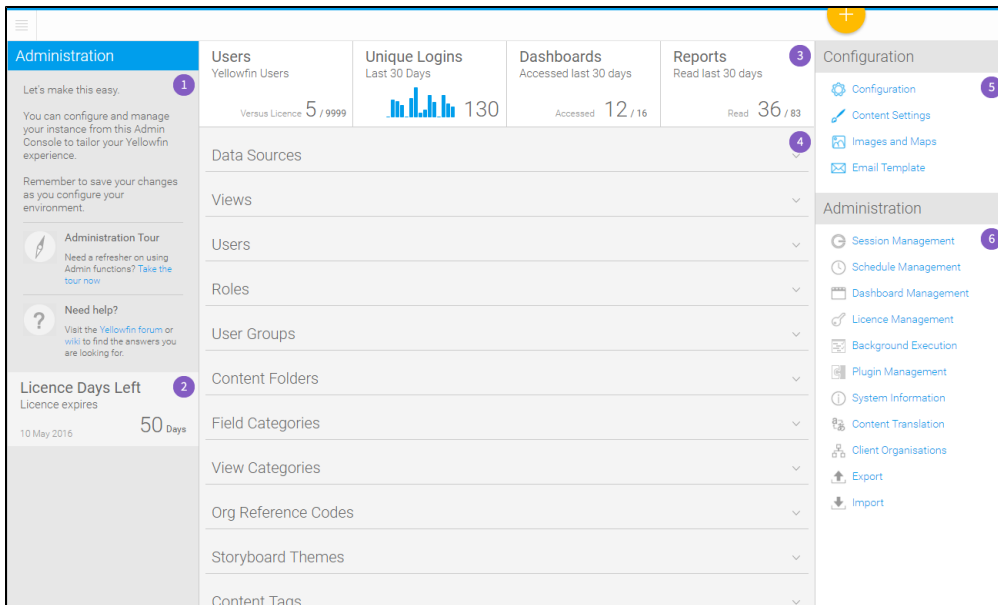 +
Administration
1
Let's make this easy.
You can configure and manage
your instance from this Admin
Console to tailor your Yellowfin
experience.
Remember to save your changes
as you configure your
environment.
Administration Tour
Need a refresher on using
Admin functions? Take the
tour now
?
Need help?
Visit the Yellowfin forum or
wiki to find the answers you
are looking for.
Licence Days Left
2
Licence expires
10 May 2016
50 Days
Users
Yellowfin Users
Versus Licence 5 / 9999
Unique Logins
Last 30 Days
130
Dashboards
Accessed last 30 days
Accessed 12 / 16
Reports
3
Read last 30 days
Read 36 / 83
4
Data Sources
Views
Users
Roles
User Groups
Content Folders
Field Categories
View Categories
Org Reference Codes
Storyboard Themes
Content Tags
Configuration
5
Configuration
Content Settings
Images and Maps
Email Template
Administration
6
Session Management
Schedule Management
Dashboard Management
Licence Management
Background Execution
Plugin Management
System Information
Content Translation
Client Organisations
Export
Import